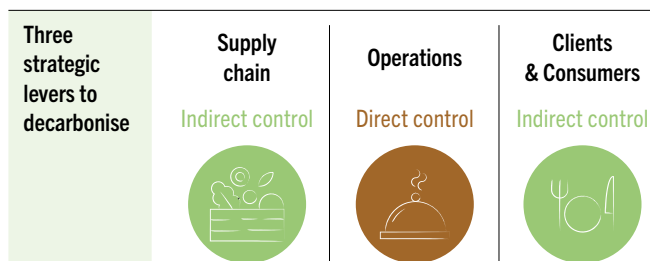 Three
strategic
levers to
decarbonise
Supply
chain
Indirect control
Operations
Direct control
Clients
& Consumers
Indirect control